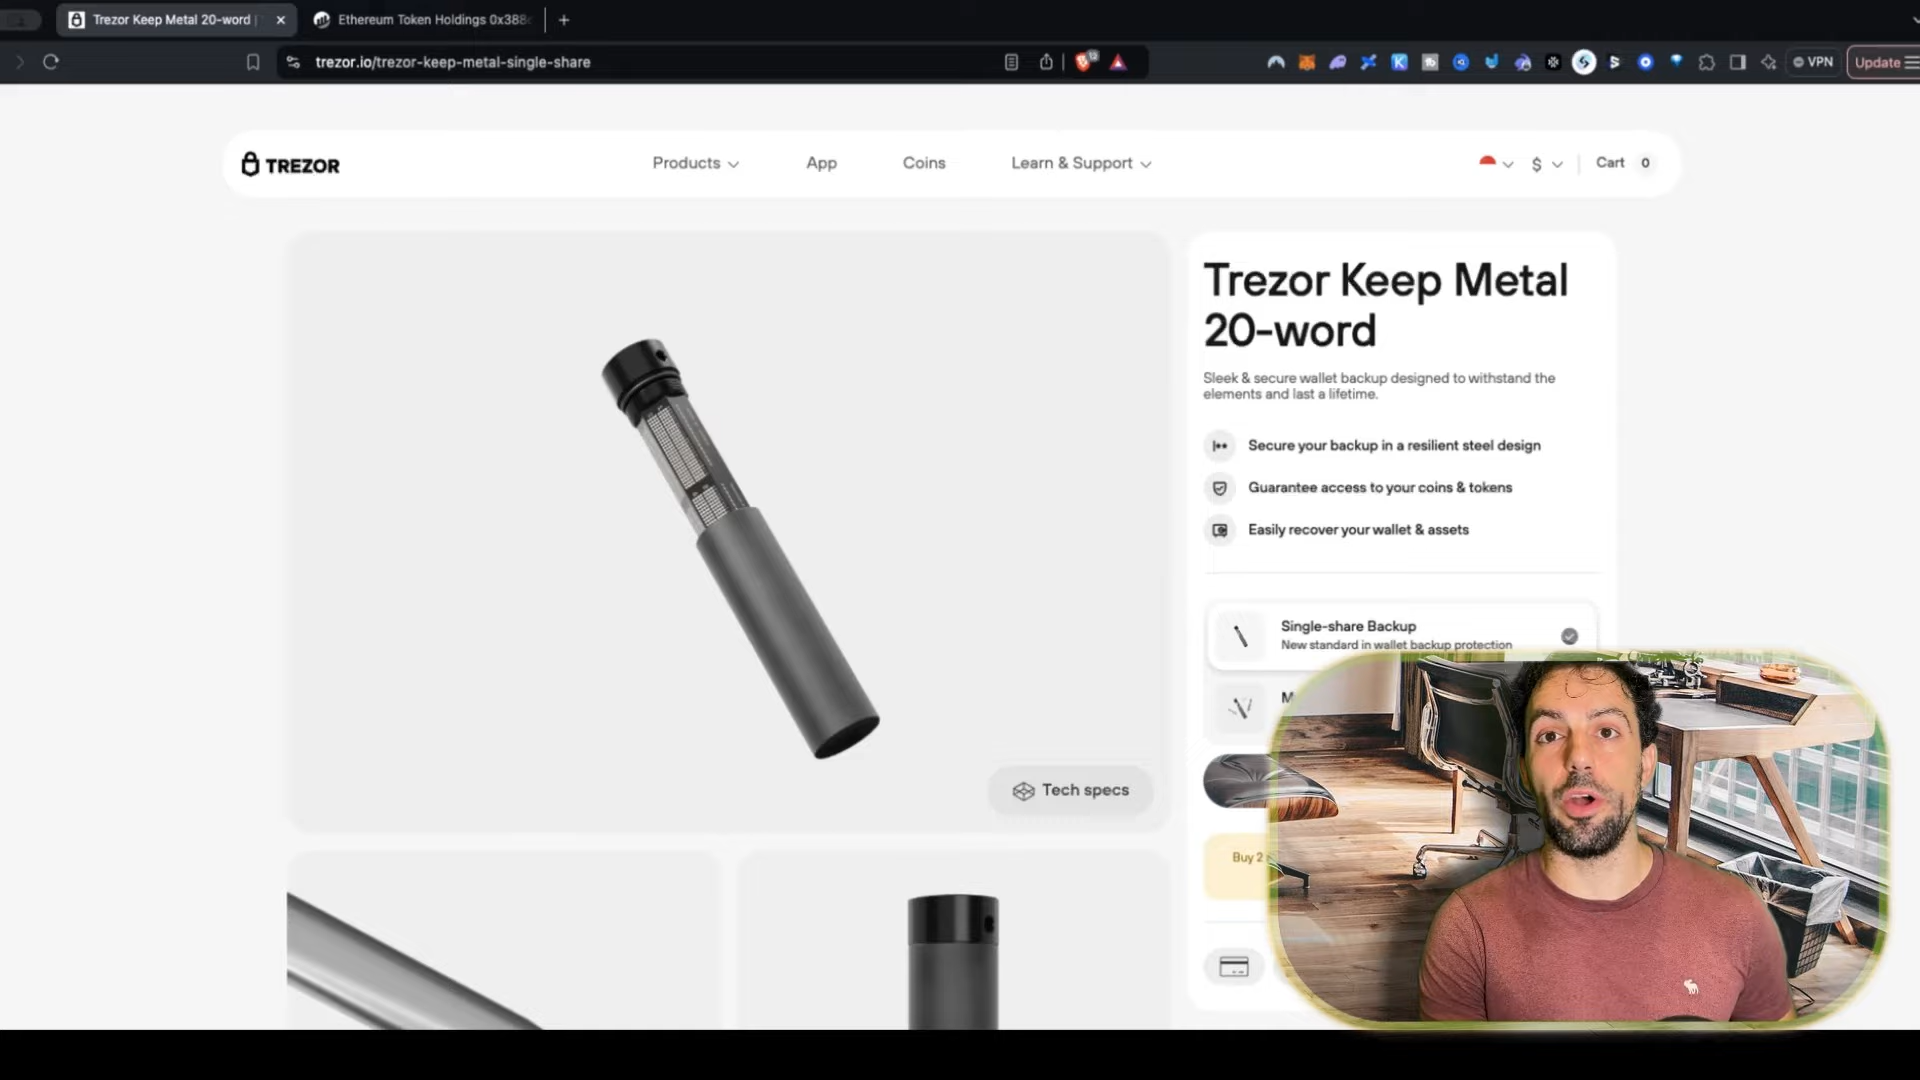 Trezor Keep Metal 20-word |
Ethereum Token Holdings 0x388
trezor.io/trezor-keep-metal-single-share
13
VPN
Update
TREZOR
Products
App
Coins
Learn & Support
$
Cart 0
Trezor Keep Metal
20-word
Sleek & secure wallet backup designed to withstand the
elements and last a lifetime.
Secure your backup in a resilient steel design
Guarantee access to your coins & tokens
Easily recover your wallet & assets
Single-share Backup
New standard in wallet backup protection
M
Tech specs
Buy 2